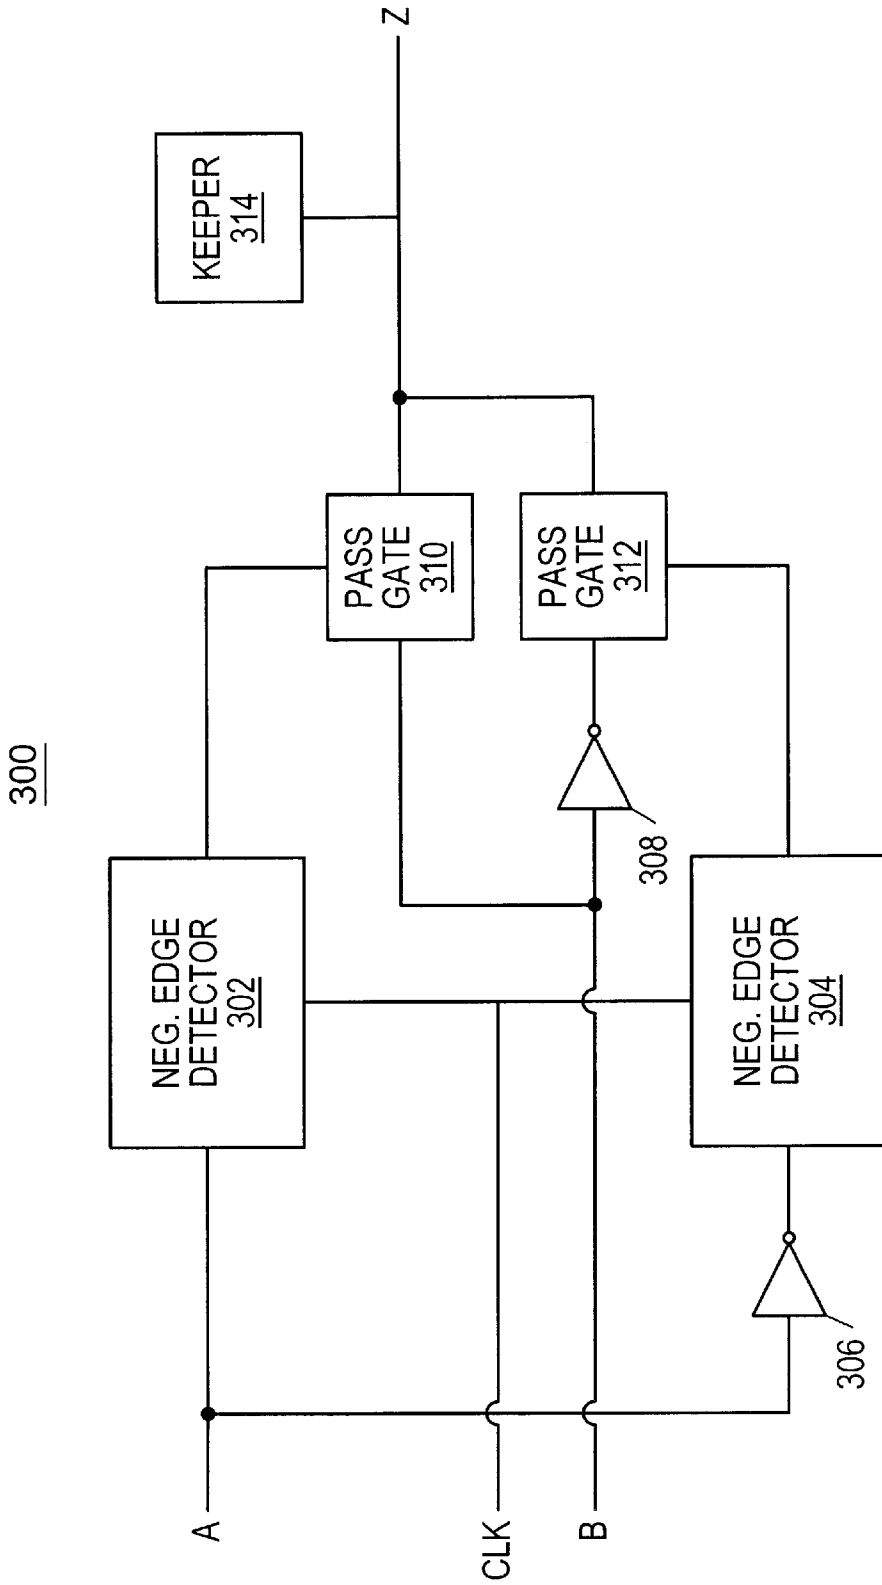 300
A
CLK
B
NEG. EDGE
DETECTOR
302
NEG. EDGE
DETECTOR
304
306
308
PASS
GATE
310
PASS
GATE
312
KEEPER
314
Z